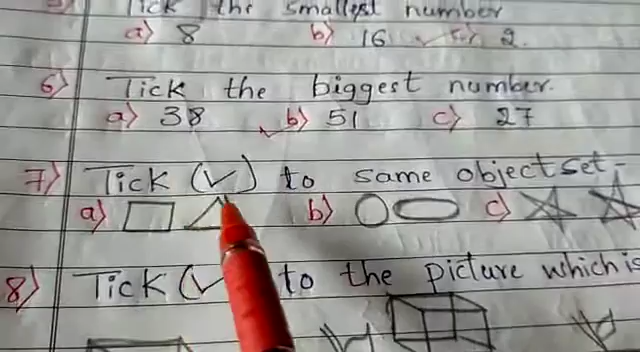 5) Tick the smallest number
a) 8 b) 16 ✓c) 2
6) Tick the biggest number.
a) 38 ✓b) 51 c) 27
7) Tick (✓) to same object set-
a) b) c)
8) Tick (✓ to the picture which is